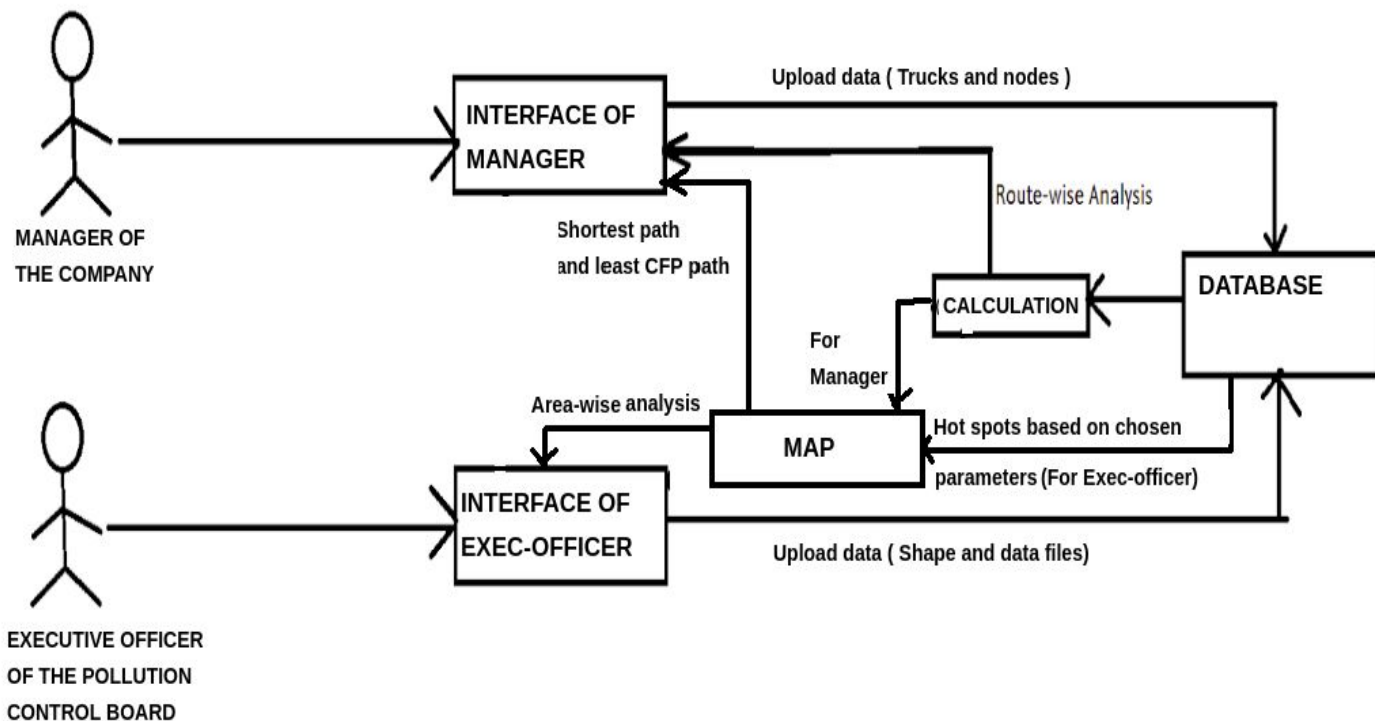 Upload data ( Trucks and nodes )
INTERFACE OF
MANAGER
Route-wise Analysis
MANAGER OF
THE COMPANY
Shortest path
and least CFP path
DATABASE
CALCULATION
For
Manager
Area-wise analysis
MAP
Hot spots based on chosen
parameters (For Exec-officer)
INTERFACE OF
EXEC-OFFICER
Upload data ( Shape and data files)
EXECUTIVE OFFICER
OF THE POLLUTION
CONTROL BOARD